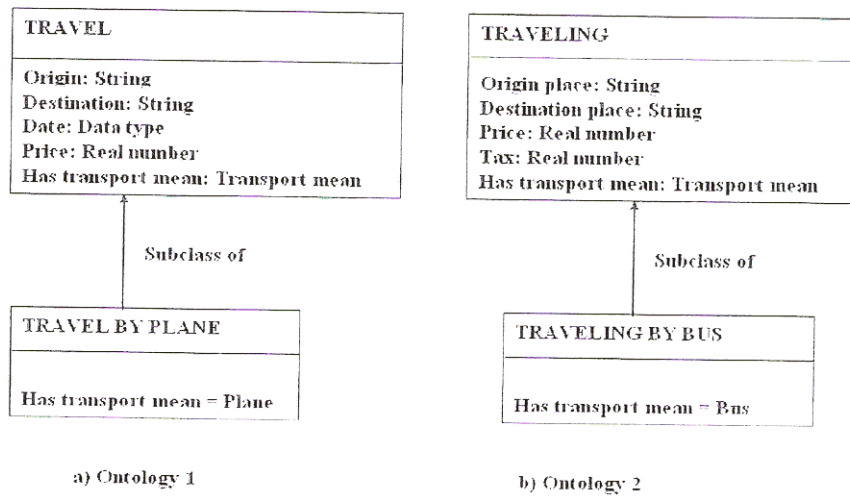 TRAVEL
Origin: String
Destination: String
Date: Data type
Price: Real number
Has transport mean: Transport mean
Subclass of
TRAVEL BY PLANE
Has transport mean = Plane
a) Ontology 1
TRAVELING
Origin place: String
Destination place: String
Price: Real number
Tax: Real number
Has transport mean: Transport mean
Subclass of
TRAVELING BY BUS
Has transport mean = Bus
b) Ontology 2